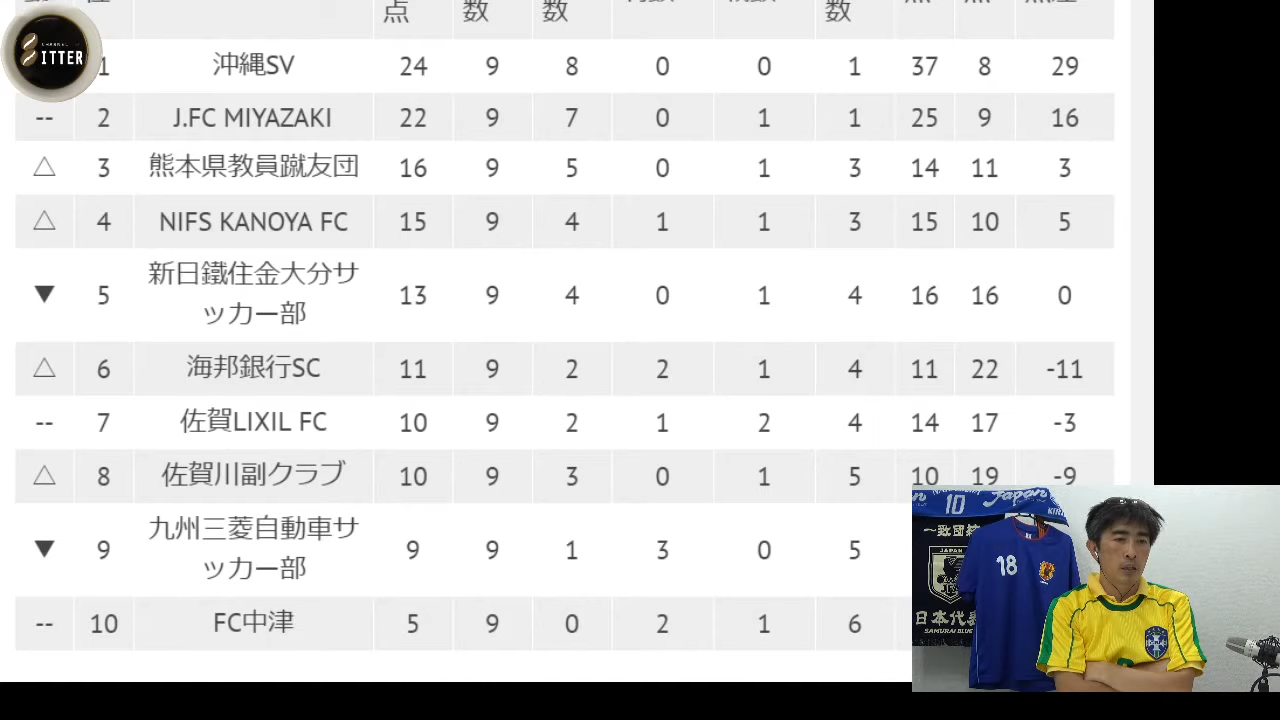 点 数 数 数
CHANNEL
BITTER
1 沖縄SV 24 9 8 0 0 1 37 8 29
-- 2 J.FC MIYAZAKI 22 9 7 0 1 1 25 9 16
△ 3 熊本県教員蹴友団 16 9 5 0 1 3 14 11 3
△ 4 NIFS KANOYA FC 15 9 4 1 1 3 15 10 5
▼ 5 新日鐵住金大分サ
ッカー部 13 9 4 0 1 4 16 16 0
△ 6 海邦銀行SC 11 9 2 2 1 4 11 22 -11
-- 7 佐賀LIXIL FC 10 9 2 1 2 4 14 17 -3
△ 8 佐賀川副クラブ 10 9 3 0 1 5 10 19 -9
▼ 9 九州三菱自動車サ
ッカー部 9 9 1 3 0 5
-- 10 FC中津 5 9 0 2 1 6
10 Japan
JAPAN
日本代表
SAMURAI BLUE
18